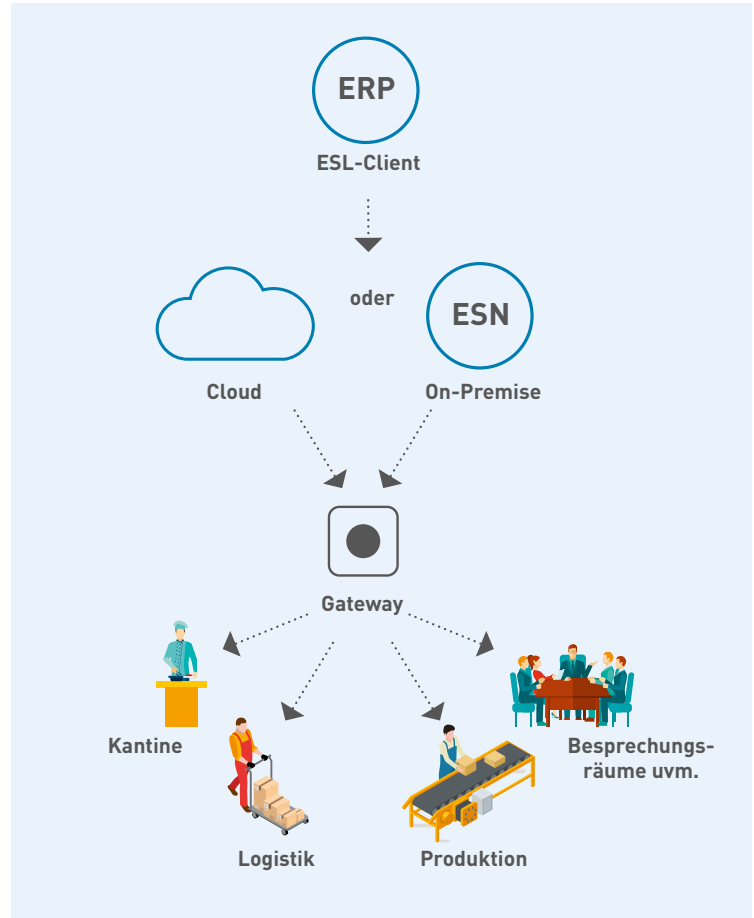 ERP
ESL-Client
oder
ESN
Cloud
On-Premise
Gateway
Kantine
Besprechungs-
räume uvm.
Logistik
Produktion